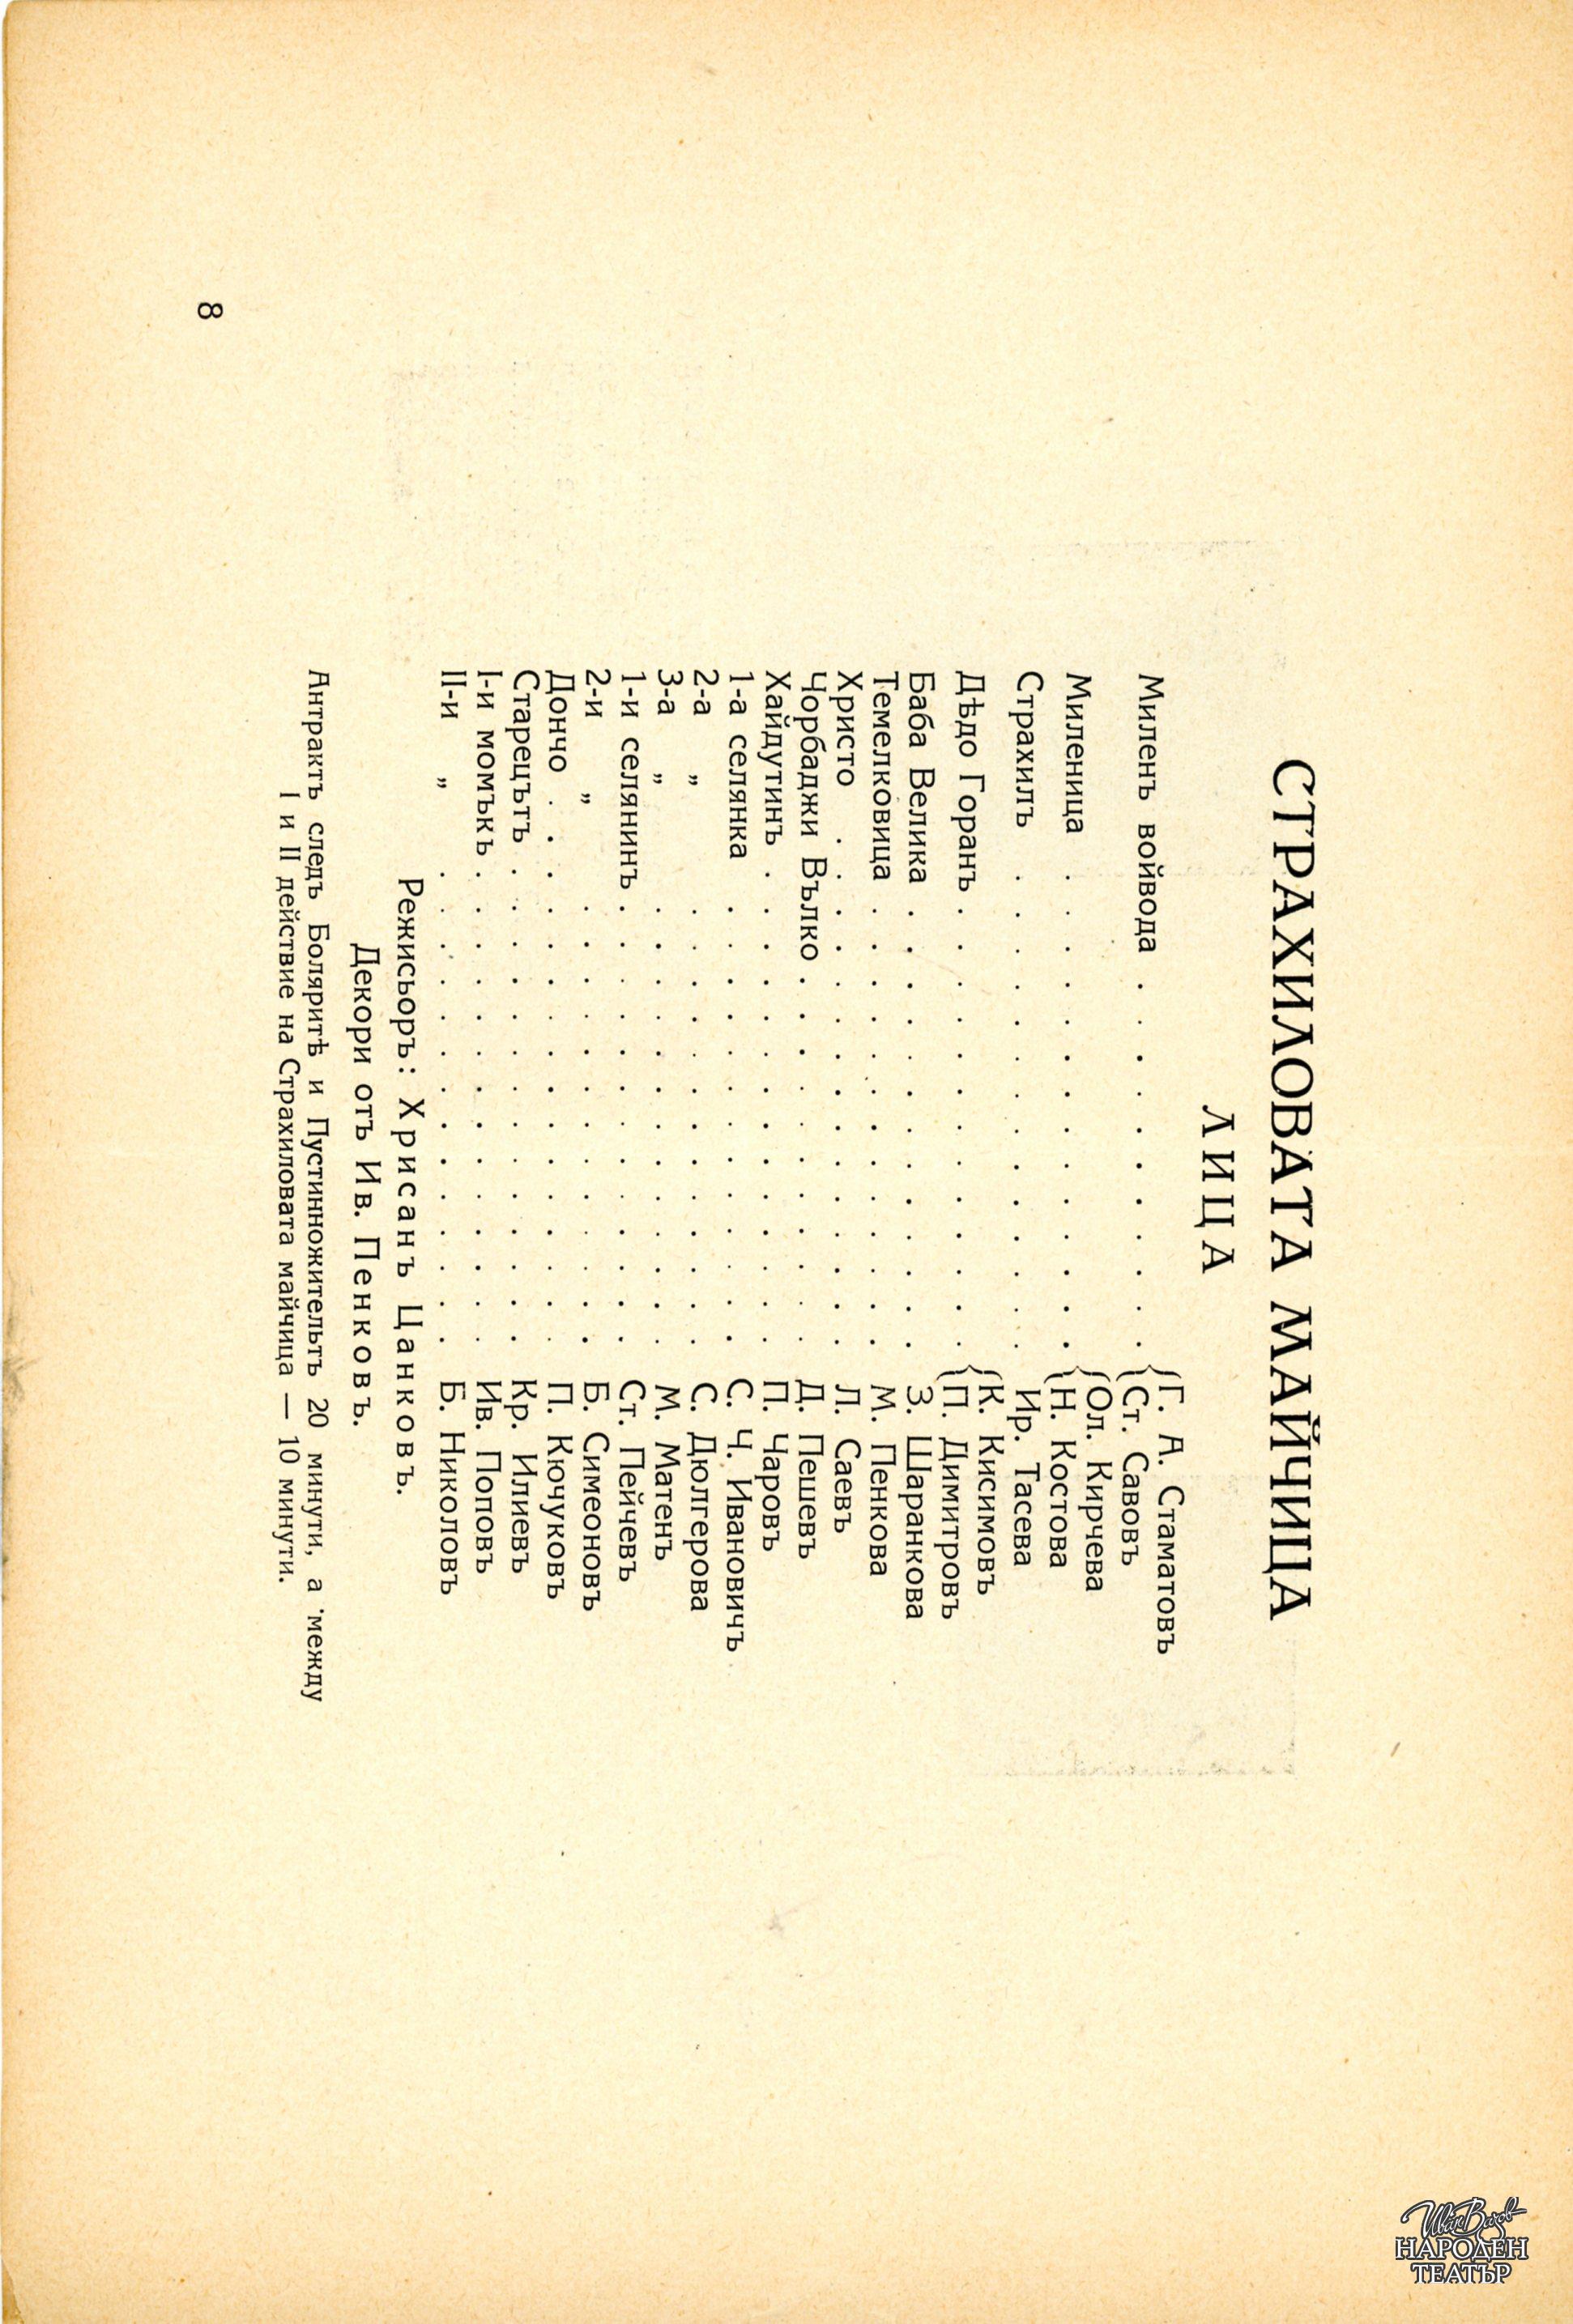 СТРАХИЛОВАТА МАЙЧИЦА
ЛИЦА
Миленъ войвода . . . . . . . . . . . { Г. А. Стаматовъ
Ст. Савовъ
Миленица . . . . . . . . . . . . . . { Ол. Кирчева
Н. Костова
Страхилъ . . . . . . . . . . . . . . Ир. Тасева
Дѣдо Горанъ . . . . . . . . . . . . . { К. Кисимовъ
П. Димитровъ
Баба Велика . . . . . . . . . . . . . З. Шаранкова
Темелковица . . . . . . . . . . . . . М. Пенкова
Христо . . . . . . . . . . . . . . . Л. Саевъ
Чорбаджи Вълко . . . . . . . . . . . Д. Пешевъ
Хайдутинъ . . . . . . . . . . . . . . П. Чаровъ
1-а селянка . . . . . . . . . . . . . С. Ч. Ивановичъ
2-а „ . . . . . . . . . . . . . С. Дюлгерова
3-а „ . . . . . . . . . . . . . М. Матенъ
1-и селянинъ . . . . . . . . . . . . . Ст. Пейчевъ
2-и „ . . . . . . . . . . . . . Б. Симеоновъ
Дончо . . . . . . . . . . . . . . . . П. Кючуковъ
Старецътъ . . . . . . . . . . . . . . Кр. Илиевъ
I-и момъкъ . . . . . . . . . . . . . . Ив. Поповъ
II-и „ . . . . . . . . . . . . . . Б. Николовъ
Режисьоръ: Хрисанъ Цанковъ.
Декори отъ Ив. Пенковъ.
Антрактъ следъ Боляритѣ и Пустинножительтъ 20 минути, а между
I и II действие на Страхиловата майчица — 10 минути.
8
Иван Вазов
НАРОДЕН
ТЕАТЪР